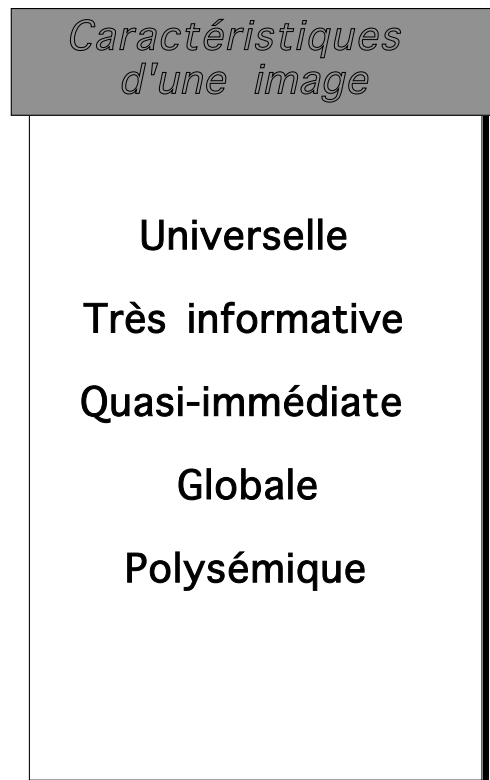 Caractéristiques
d'une image
Universelle
Très informative
Quasi-immédiate
Globale
Polysémique